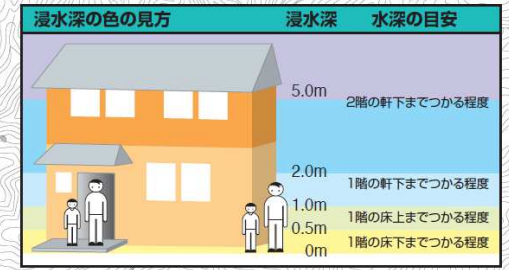 浸水深の色の見方 浸水深 水深の目安
5.0m
2階の軒下までつかる程度
2.0m
1階の軒下までつかる程度
1.0m
1階の床上までつかる程度
0.5m
1階の床下までつかる程度
0m